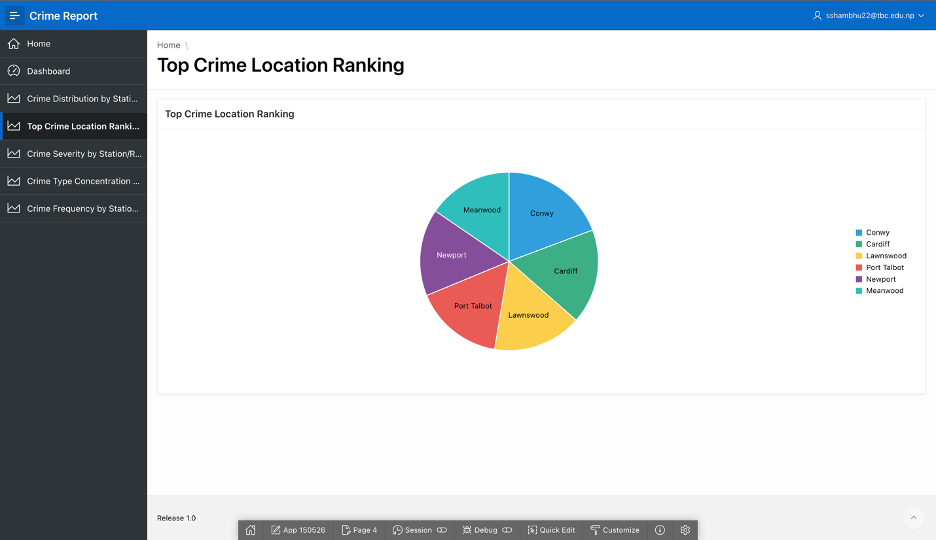 Crime Report
sshambhu22@tbc.edu.np
Home
Dashboard
Crime Distribution by Stati...
Top Crime Location Ranki...
Crime Severity by Station/R...
Crime Type Concentration ...
Crime Frequency by Statio...
Home \
Top Crime Location Ranking
Top Crime Location Ranking
Meanwood
Conwy
Newport
Cardiff
Port Talbot
Lawnswood
Conwy
Cardiff
Lawnswood
Port Talbot
Newport
Meanwood
Release 1.0
App 150526 Page 4 Session Debug Quick Edit Customize